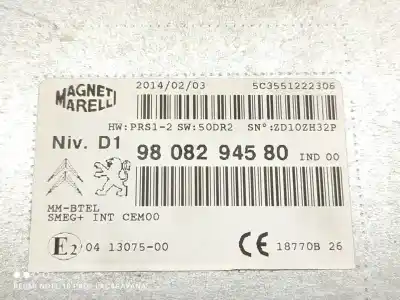 MAGNETI
MARELLI
2014/02/03
5C3551222306
HW:PRS1-2 SW:50DR2 SN°:ZD10ZH32P
Niv. D1
98 082 945 80 IND 00
MM-BTEL
SMEG+ INT CEM00
E2 04 13075-00
CE 18770B 26